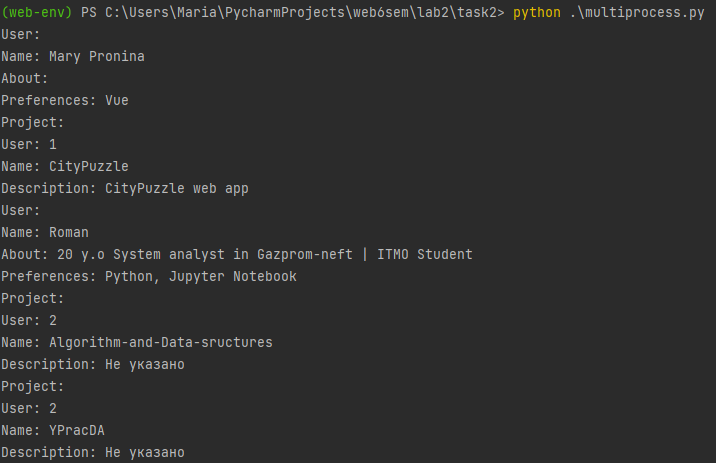 (web-env) PS C:\Users\Maria\PycharmProjects\web6sem\lab2\task2> python .\multiprocess.py
User:
Name: Mary Pronina
About:
Preferences: Vue
Project:
User: 1
Name: CityPuzzle
Description: CityPuzzle web app
User:
Name: Roman
About: 20 y.o System analyst in Gazprom-neft | ITMO Student
Preferences: Python, Jupyter Notebook
Project:
User: 2
Name: Algorithm-and-Data-sructures
Description: Не указано
Project:
User: 2
Name: YPracDA
Description: Не указано